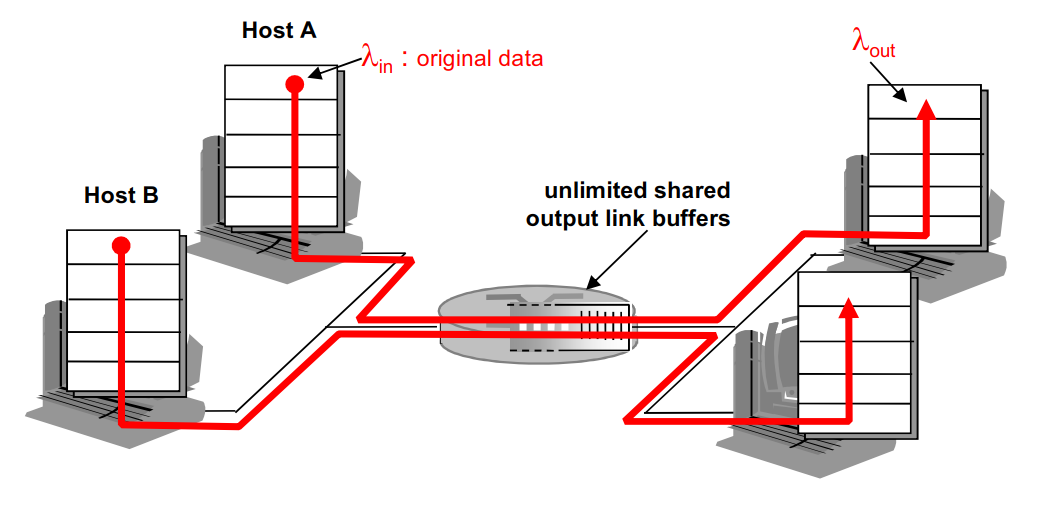 Host A
λin : original data
λout
Host B
unlimited shared
output link buffers